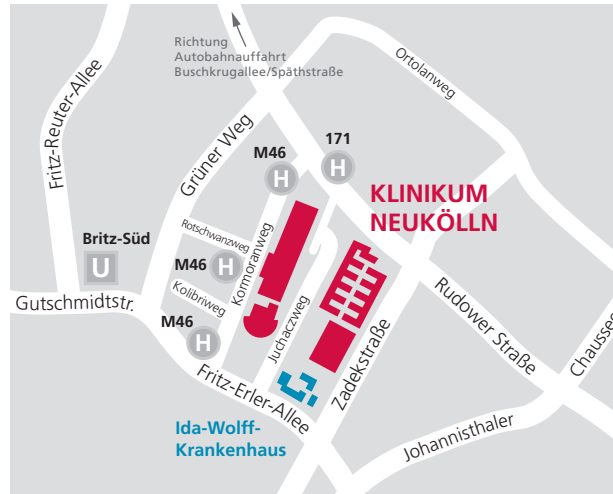 Richtung
Autobahnauffahrt
Buschkrugallee/Späthstraße
Ortolanweg
Fritz-Reuter-Allee
Grüner Weg
171
H
M46
H
KLINIKUM
NEUKÖLLN
Rotschwanzweg
Britz-Süd
U
M46
H
Kormoranweg
Kolibriweg
Gutschmidtstr.
M46
H
Juchaczweg
Rudower Straße
Zadekstraße
Fritz-Erler-Allee
Ida-Wolff-
Krankenhaus
Johannisthaler
Chaussee